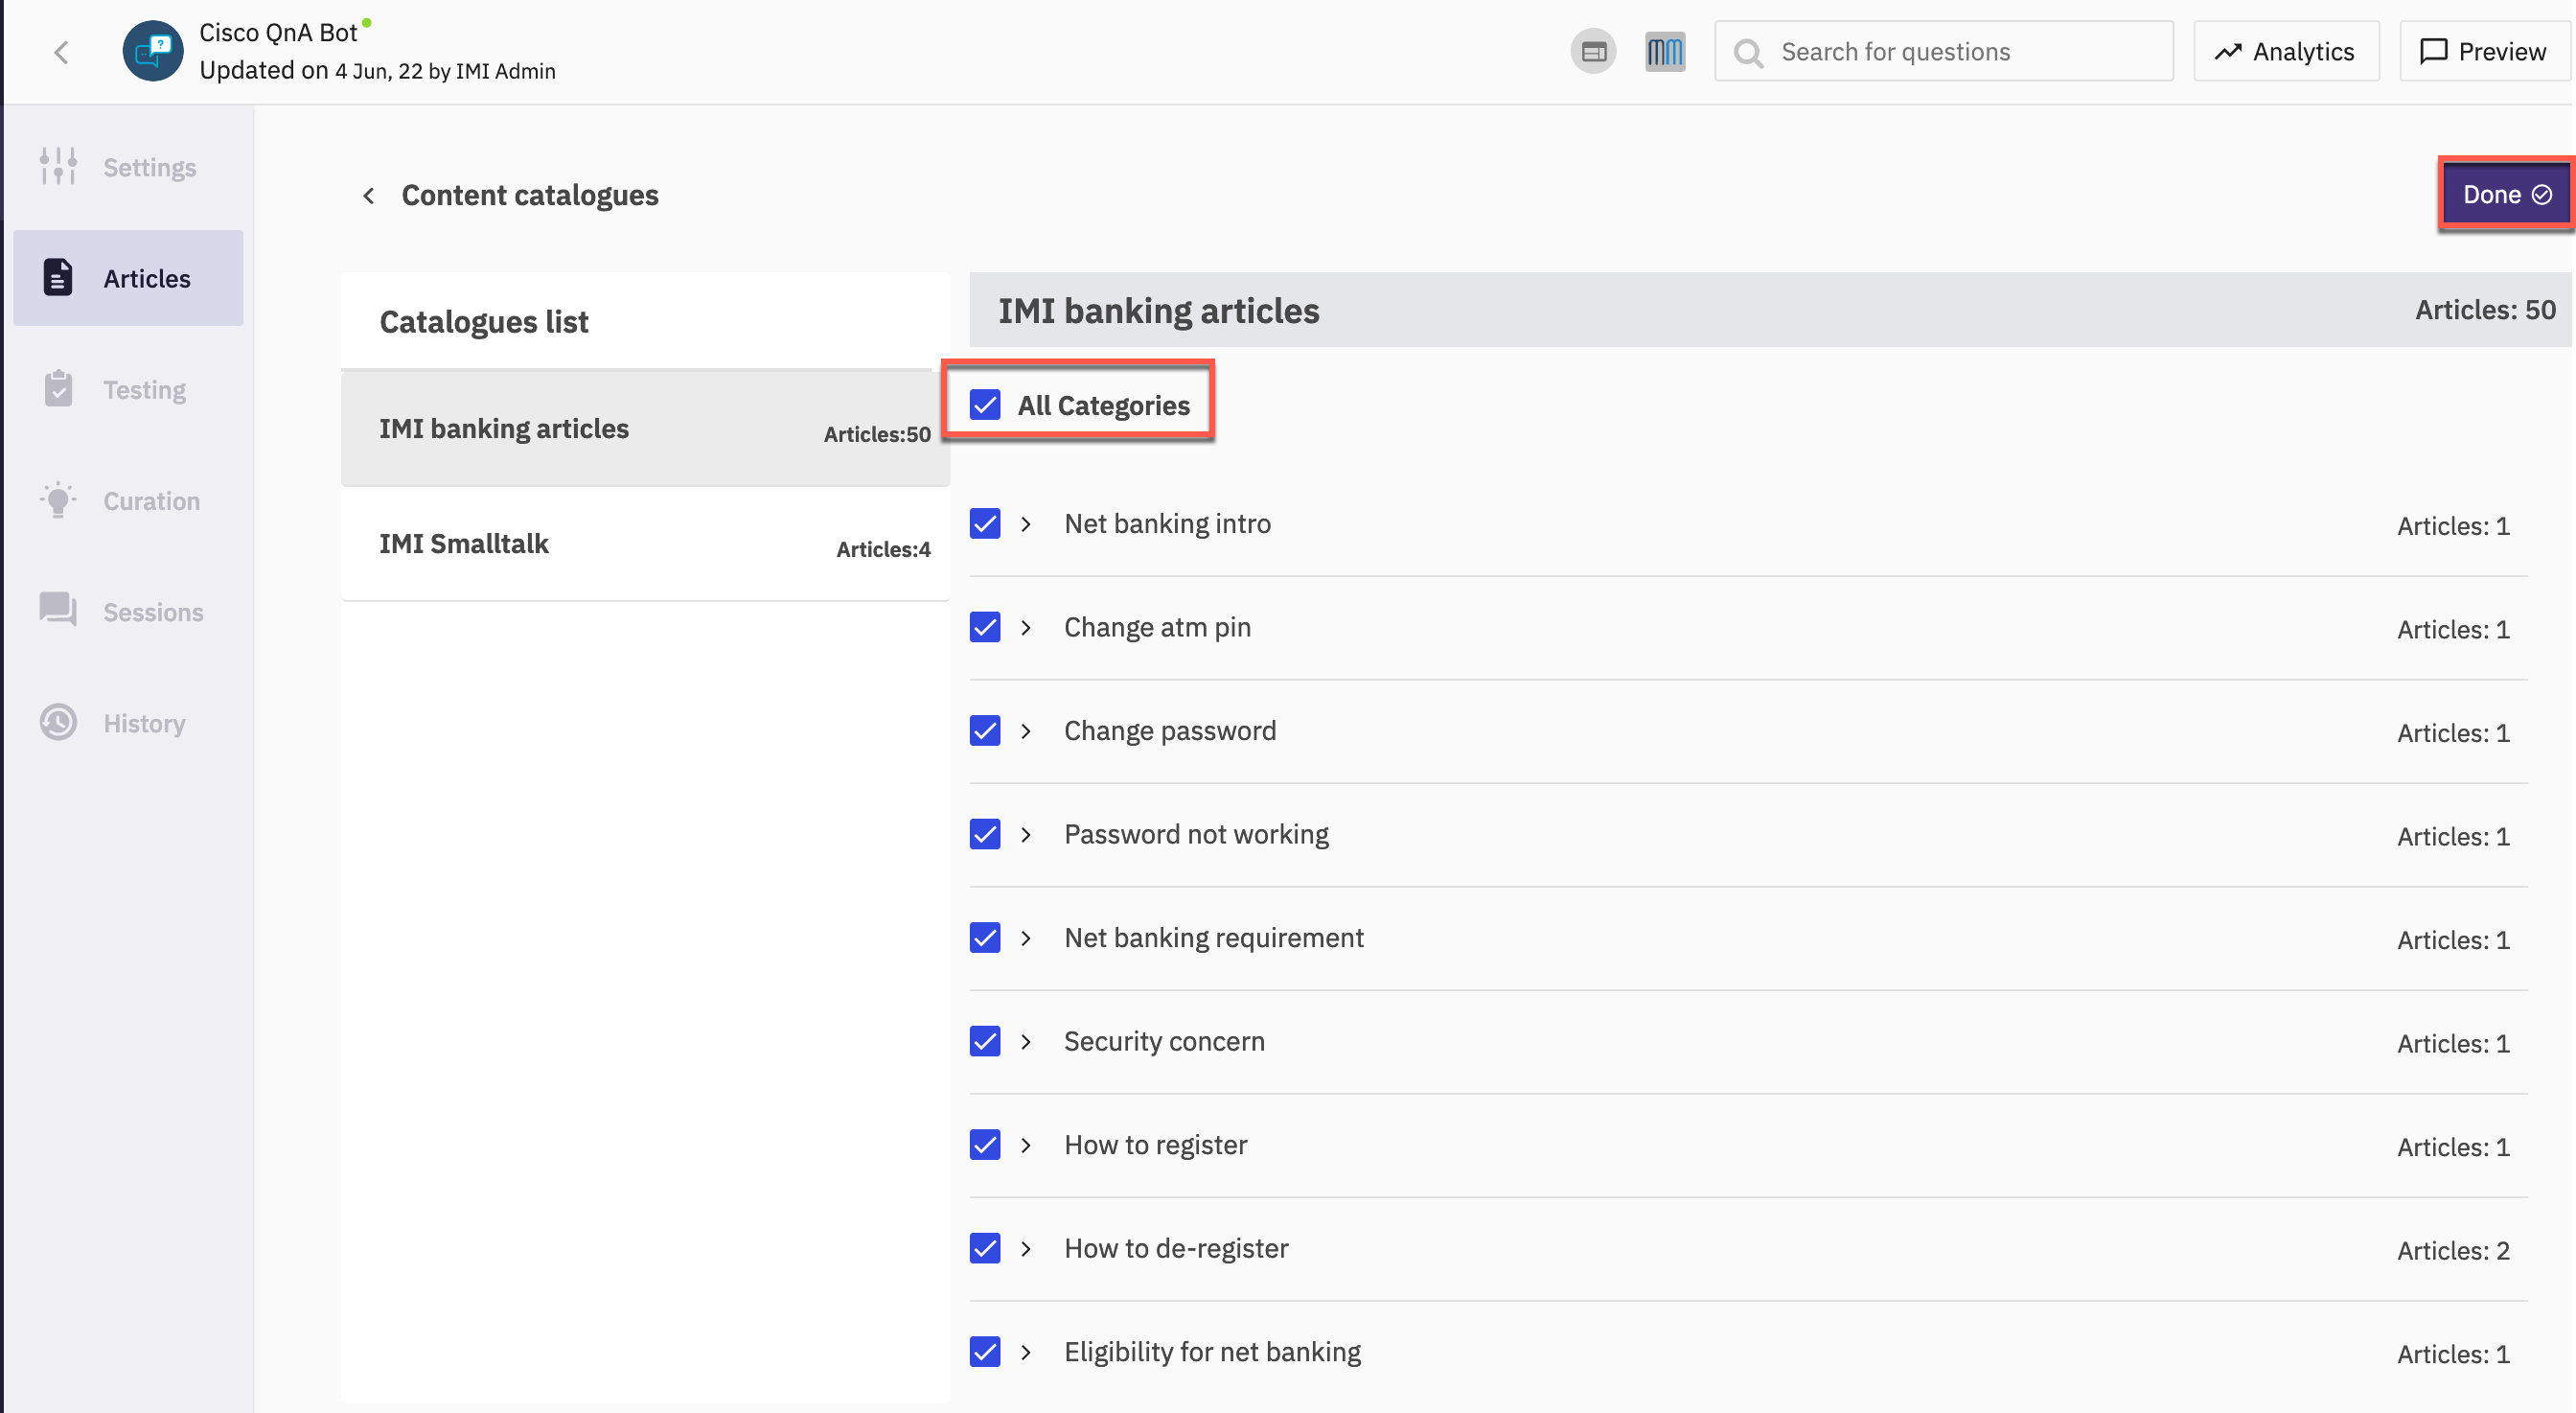 Cisco QnA Bot
Updated on 4 Jun, 22 by IMI Admin
Search for questions
Analytics
Preview
Settings
Articles
Testing
Curation
Sessions
History
Content catalogues
Done
Catalogues list
IMI banking articles Articles:50
IMI Smalltalk Articles:4
IMI banking articles Articles: 50
All Categories
Net banking intro Articles: 1
Change atm pin Articles: 1
Change password Articles: 1
Password not working Articles: 1
Net banking requirement Articles: 1
Security concern Articles: 1
How to register Articles: 1
How to de-register Articles: 2
Eligibility for net banking Articles: 1